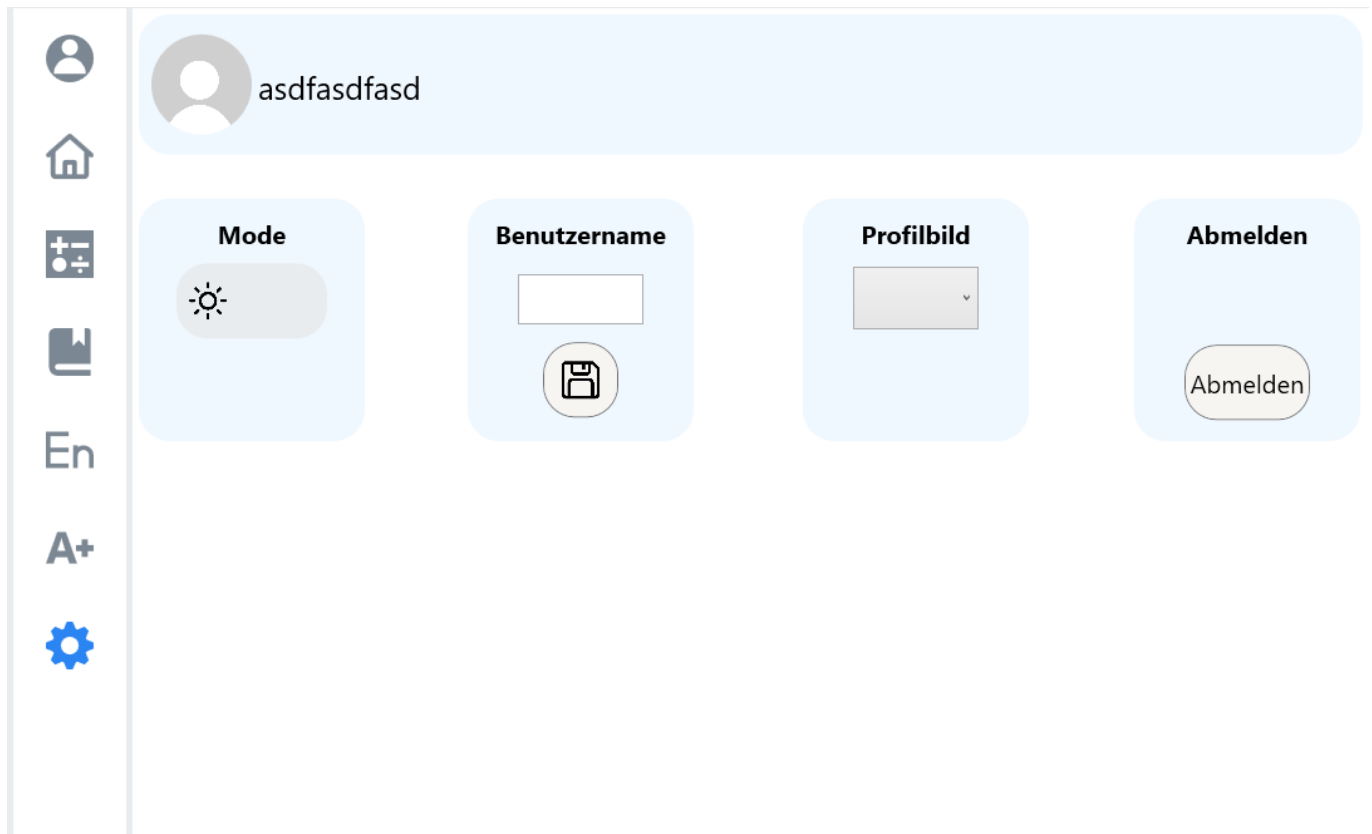 asdfasdfasd
Mode
Benutzername
Profilbild
Abmelden
Abmelden
En
A+